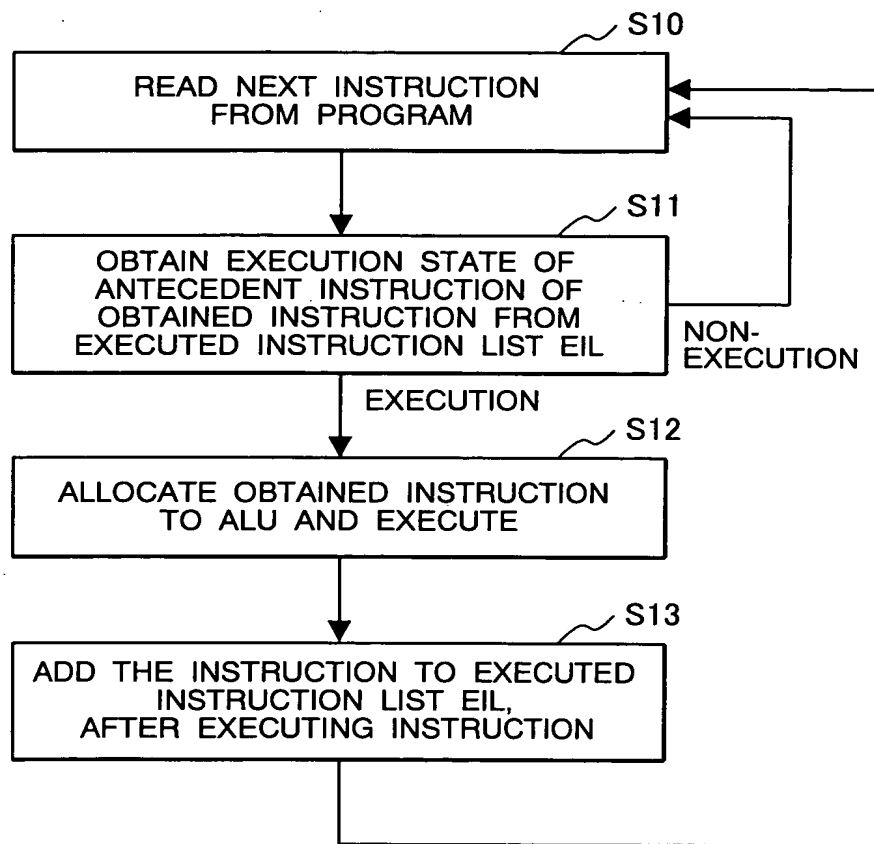 S10
READ NEXT INSTRUCTION
FROM PROGRAM
S11
OBTAIN EXECUTION STATE OF
ANTECEDENT INSTRUCTION OF
OBTAINED INSTRUCTION FROM
EXECUTED INSTRUCTION LIST EIL
NON-
EXECUTION
EXECUTION
S12
ALLOCATE OBTAINED INSTRUCTION
TO ALU AND EXECUTE
S13
ADD THE INSTRUCTION TO EXECUTED
INSTRUCTION LIST EIL,
AFTER EXECUTING INSTRUCTION